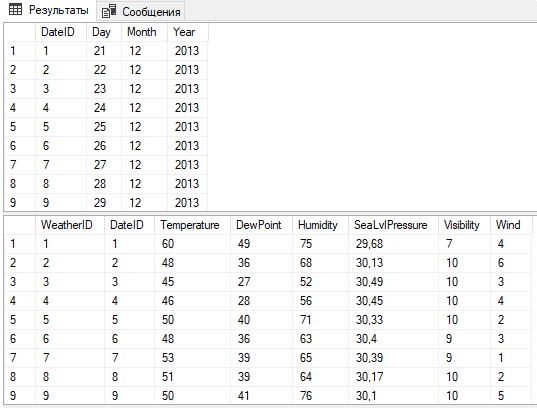 Результаты Сообщения
DateID Day Month Year
1 1 21 12 2013
2 2 22 12 2013
3 3 23 12 2013
4 4 24 12 2013
5 5 25 12 2013
6 6 26 12 2013
7 7 27 12 2013
8 8 28 12 2013
9 9 29 12 2013
WeatherID DateID Temperature DewPoint Humidity SeaLvlPressure Visibility Wind
1 1 1 60 49 75 29,68 7 4
2 2 2 48 36 68 30,13 10 6
3 3 3 45 27 52 30,49 10 3
4 4 4 46 28 56 30,45 10 4
5 5 5 50 40 71 30,33 10 2
6 6 6 48 36 63 30,4 9 3
7 7 7 53 39 65 30,39 9 1
8 8 8 51 39 64 30,17 10 2
9 9 9 50 41 76 30,1 10 5